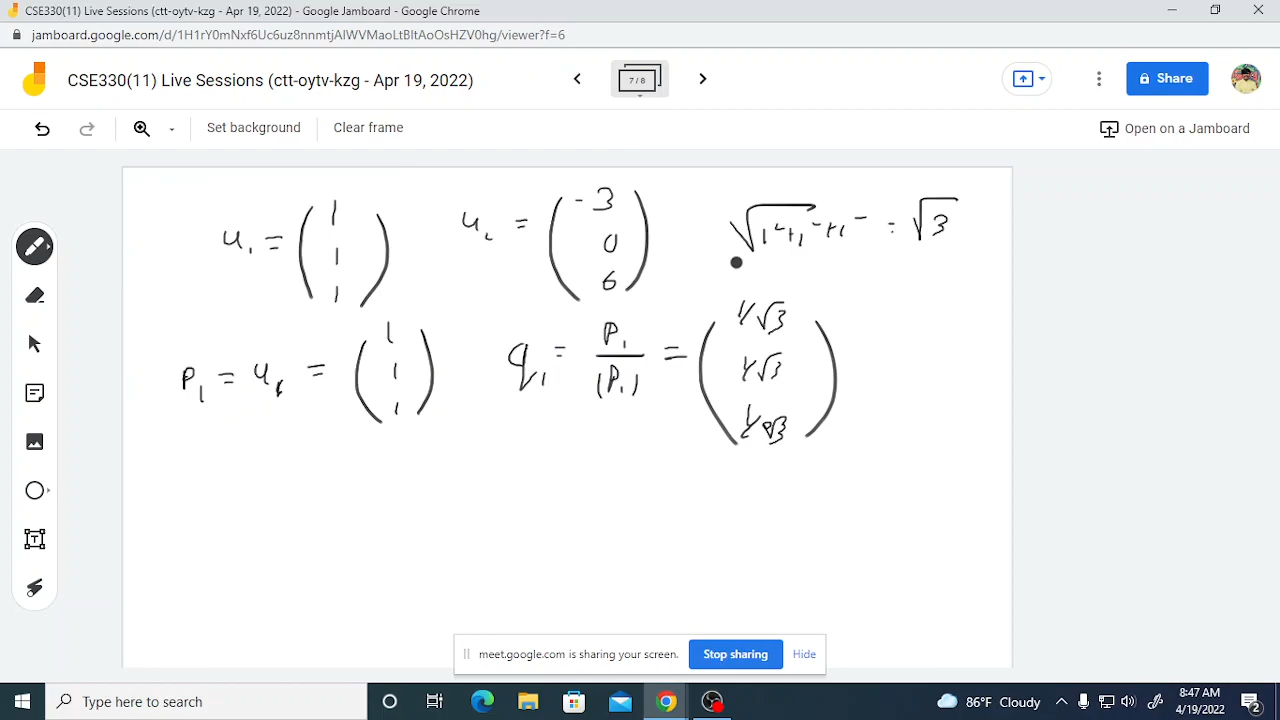 CSE330(11) Live Sessions (ctt-oytv-kzg - Apr 19, 2022) - Google Jamboard - Google Chrome
jamboard.google.com/d/1H1rY0mNxf6Uc6uz8nnmtjAIWVMaoLtBltAoOsHZV0hg/viewer?f=6
CSE330(11) Live Sessions (ctt-oytv-kzg - Apr 19, 2022)
7 / 8
Share
Set background
Clear frame
Open on a Jamboard
u₁ = (1 1 1) u₂ = (-3 0 6) √1²+1²+1² = √3
P₁ = u₁ = (1 1 1) q₁ = P₁/|P₁| = (1/√3 1/√3 1/√3)
meet.google.com is sharing your screen.
Stop sharing
Hide
Type here to search
86°F Cloudy
8:47 AM
4/19/2022
2